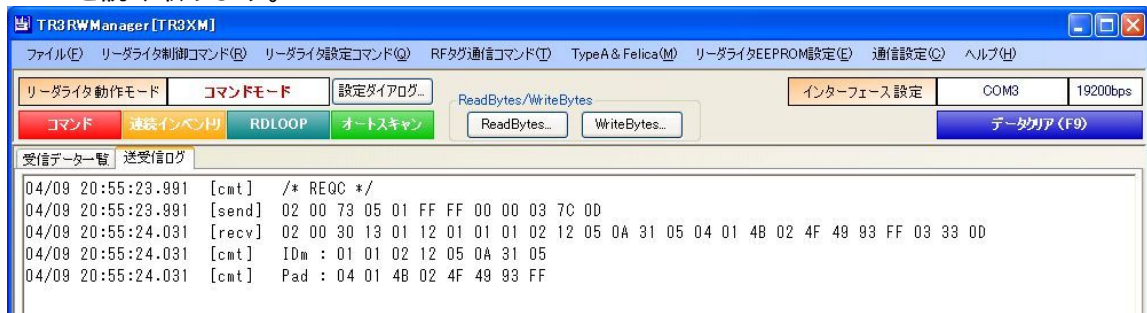 TR3RWManager[TR3XM]
ファイル(F) リーダライタ制御コマンド(R) リーダライタ設定コマンド(Q) RFタグ通信コマンド(T) TypeA & Felica(M) リーダライタEEPROM設定(E) 通信設定(C) ヘルプ(H)
リーダライタ動作モード コマンドモード 設定ダイアログ... ReadBytes/WriteBytes インターフェース設定 COM3 19200bps
コマンド 連続インベントリ RDLOOP オートスキャン ReadBytes... WriteBytes... データクリア (F9)
受信データ一覧 送受信ログ
04/09 20:55:23.991 [cmt] /* REQC */
04/09 20:55:23.991 [send] 02 00 73 05 01 FF FF 00 00 03 7C 0D
04/09 20:55:24.031 [recv] 02 00 30 13 01 12 01 01 01 02 12 05 0A 31 05 04 01 4B 02 4F 49 93 FF 03 33 0D
04/09 20:55:24.031 [cmt] IDm : 01 01 02 12 05 0A 31 05
04/09 20:55:24.031 [cmt] Pad : 04 01 4B 02 4F 49 93 FF